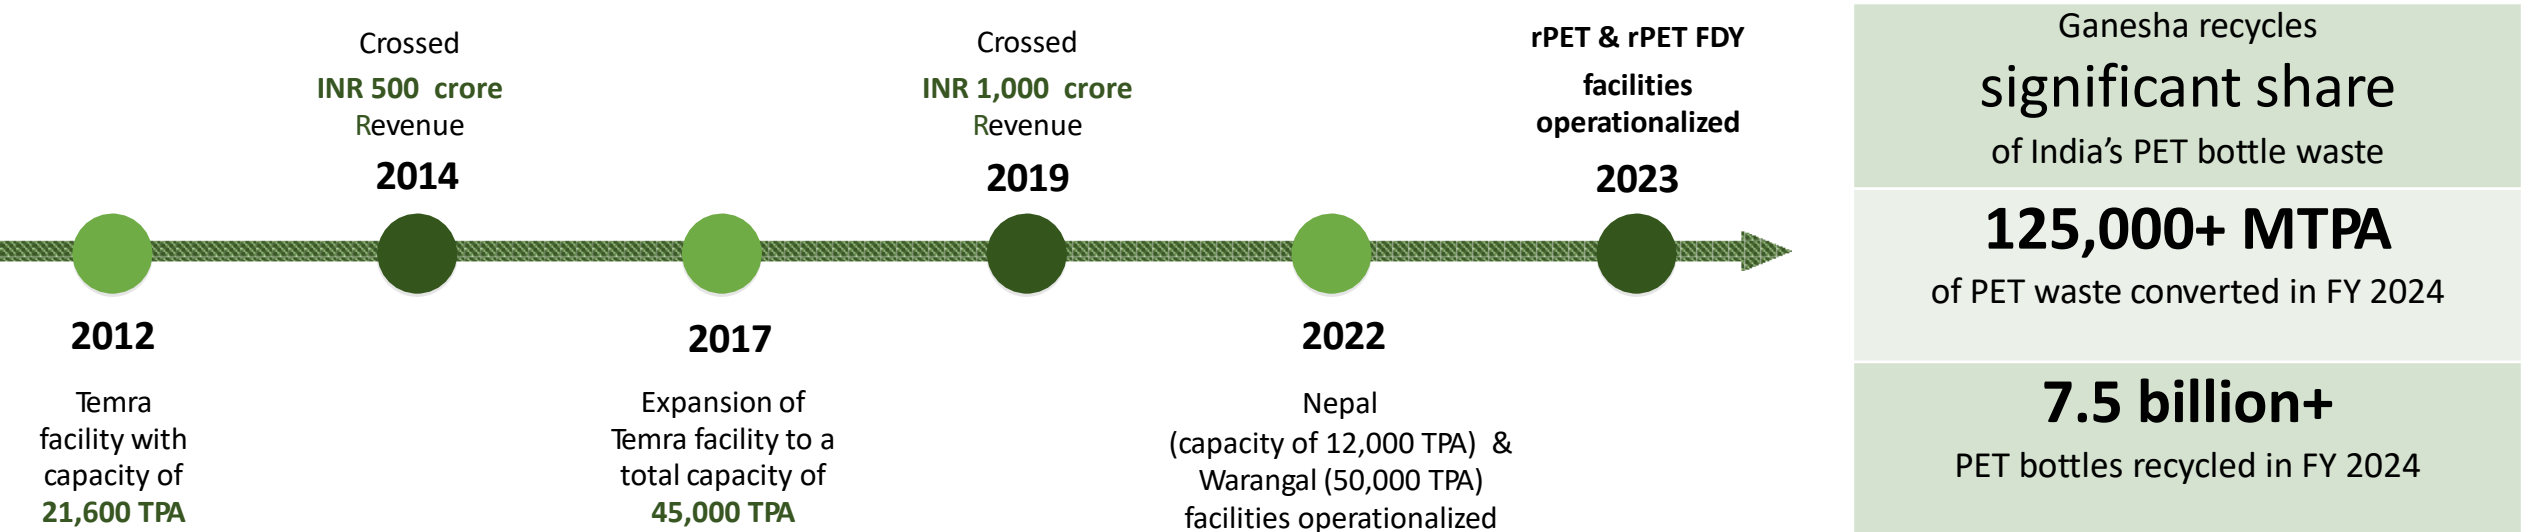 Crossed
INR 500 crore
Revenue
2014
Crossed
INR 1,000 crore
Revenue
2019
rPET & rPET FDY
facilities
operationalized
2023
2012
Temra
facility with
capacity of
21,600 TPA
2017
Expansion of
Temra facility to a
total capacity of
45,000 TPA
2022
Nepal
(capacity of 12,000 TPA) &
Warangal (50,000 TPA)
facilities operationalized
Ganesha recycles
significant share
of India’s PET bottle waste
125,000+ MTPA
of PET waste converted in FY 2024
7.5 billion+
PET bottles recycled in FY 2024